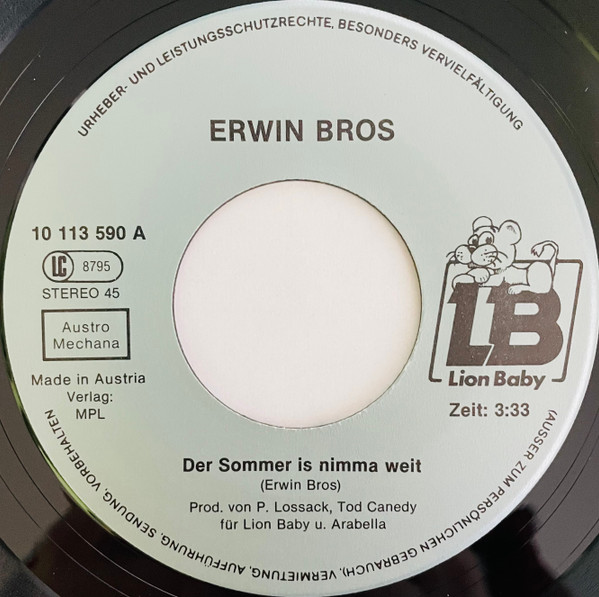 URHEBER- UND LEISTUNGSSCHUTZRECHTE, BESONDERS VERVIELFÄLTIGUNG
ERWIN BROS
10 113 590 A
LC 8795
STEREO 45
Austro
Mechana
Made in Austria
Verlag:
MPL
LB
Lion Baby
Zeit: 3:33
Der Sommer is nimma weit
(Erwin Bros)
Prod. von P. Lossack, Tod Canedy
für Lion Baby u. Arabella
(AUSSER ZUM PERSÖNLICHEN GEBRAUCH), VERMIETUNG, AUFFÜHRUNG, SENDUNG, VORBEHALTEN